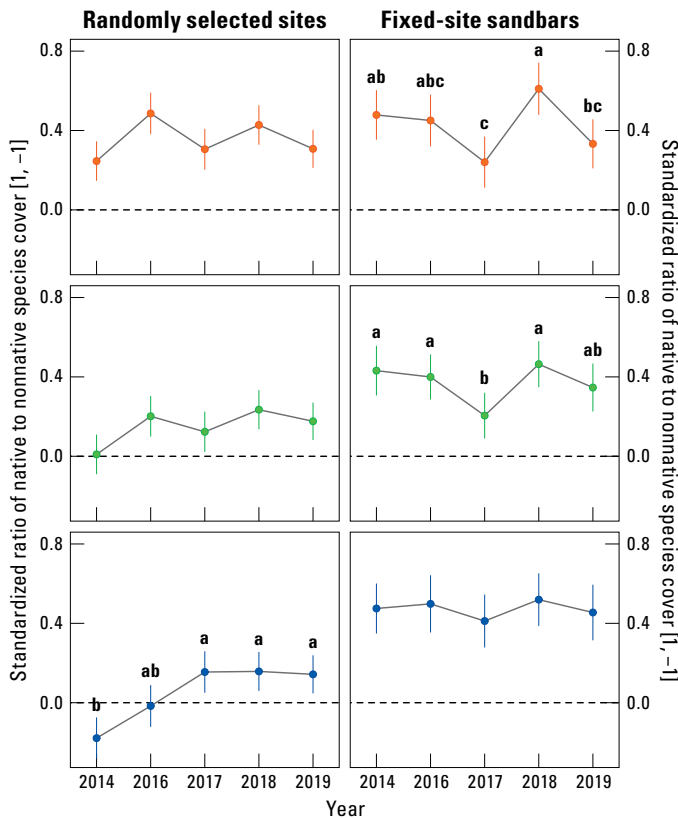 Randomly selected sites
Fixed-site sandbars
Standardized ratio of native to nonnative species cover [1, −1]
Standardized ratio of native to nonnative species cover [1, −1]
0.8
0.4
0.0
ab
abc
c
a
bc
0.8
0.4
0.0
0.8
0.4
0.0
a
a
b
a
ab
0.8
0.4
0.0
0.8
0.4
0.0
b
ab
a
a
a
0.8
0.4
0.0
2014 2016 2017 2018 2019
2014 2016 2017 2018 2019
Year